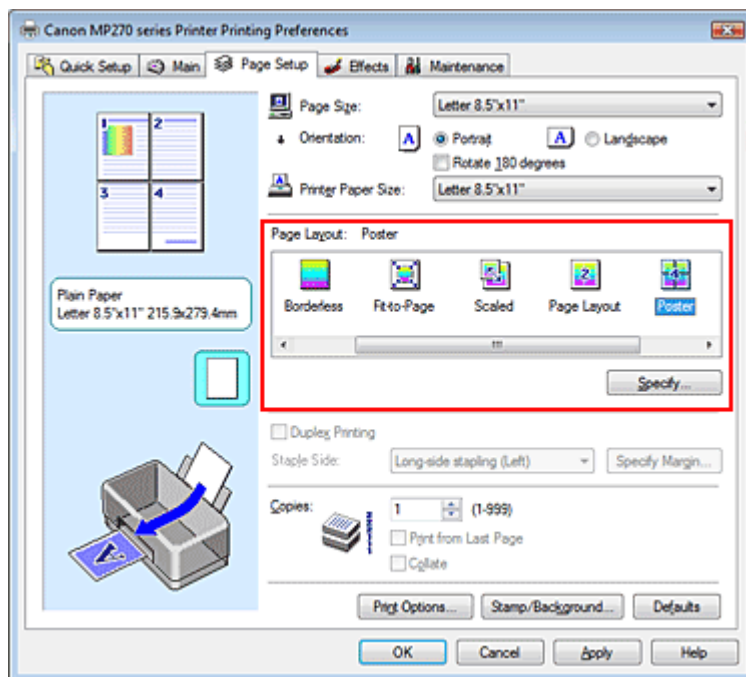 Canon MP270 series Printer Printing Preferences
Quick Setup Main Page Setup Effects Maintenance
1 2
3 4
Plain Paper
Letter 8.5"x11" 215.9x279.4mm
Page Size: Letter 8.5"x11"
Orientation: A Portrait A Landscape
Rotate 180 degrees
Printer Paper Size: Letter 8.5"x11"
Page Layout: Poster
Borderless Fit-to-Page Scaled Page Layout Poster
Specify...
Duplex Printing
Staple Side: Long-side stapling (Left) Specify Margin...
Copies: 1 (1-999)
Print from Last Page
Collate
Print Options... Stamp/Background... Defaults
OK Cancel Apply Help